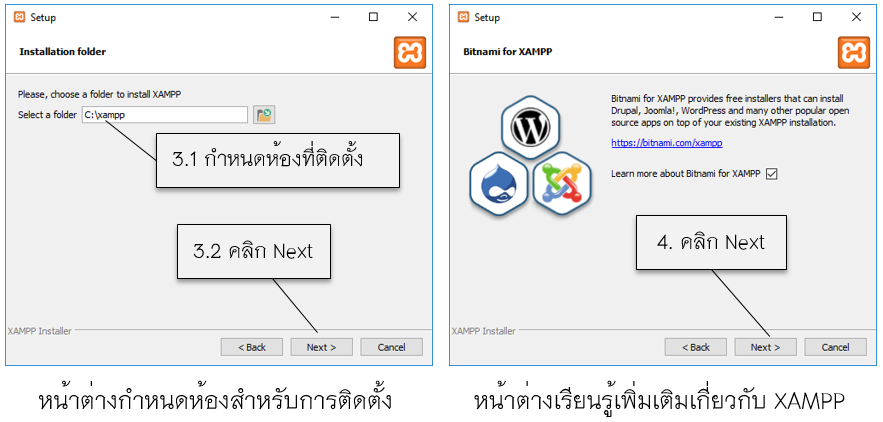 Setup
Installation folder
Please, choose a folder to install XAMPP
Select a folder C:\xampp
3.1 กำหนดห้องที่ติดตั้ง
3.2 คลิก Next
XAMPP Installer
< Back Next > Cancel
หน้าต่างกำหนดห้องสำหรับการติดตั้ง
Setup
Bitnami for XAMPP
Bitnami for XAMPP provides free installers that can install
Drupal, Joomla!, WordPress and many other popular open
source apps on top of your existing XAMPP installation.
https://bitnami.com/xampp
Learn more about Bitnami for XAMPP
4. คลิก Next
XAMPP Installer
< Back Next > Cancel
หน้าต่างเรียนรู้เพิ่มเติมเกี่ยวกับ XAMPP